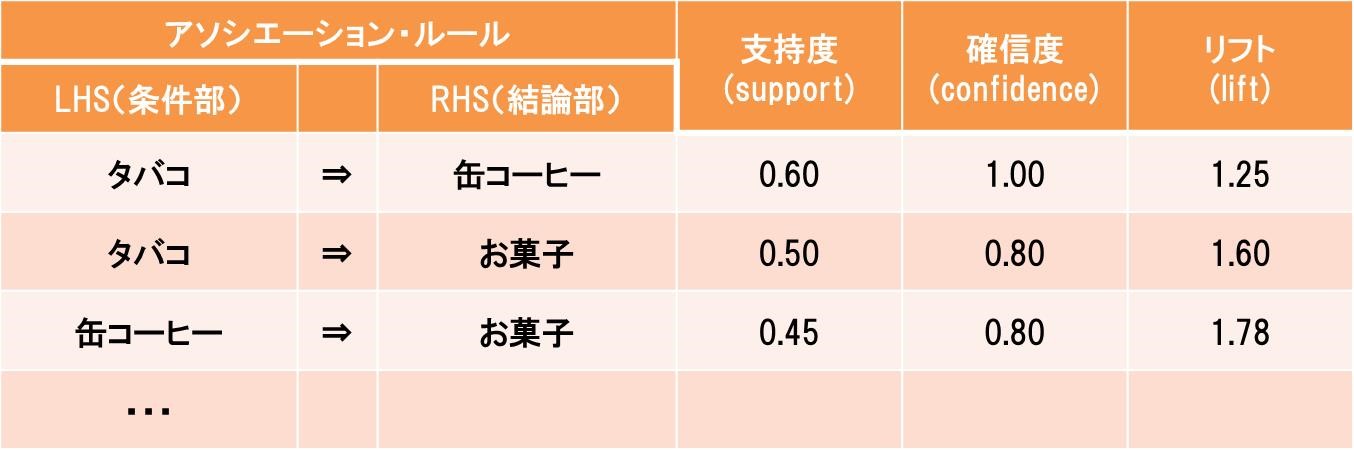 アソシエーション・ルール 支持度 (support) 確信度 (confidence) リフト (lift)
LHS(条件部) RHS(結論部)
タバコ ⇒ 缶コーヒー 0.60 1.00 1.25
タバコ ⇒ お菓子 0.50 0.80 1.60
缶コーヒー ⇒ お菓子 0.45 0.80 1.78
・・・